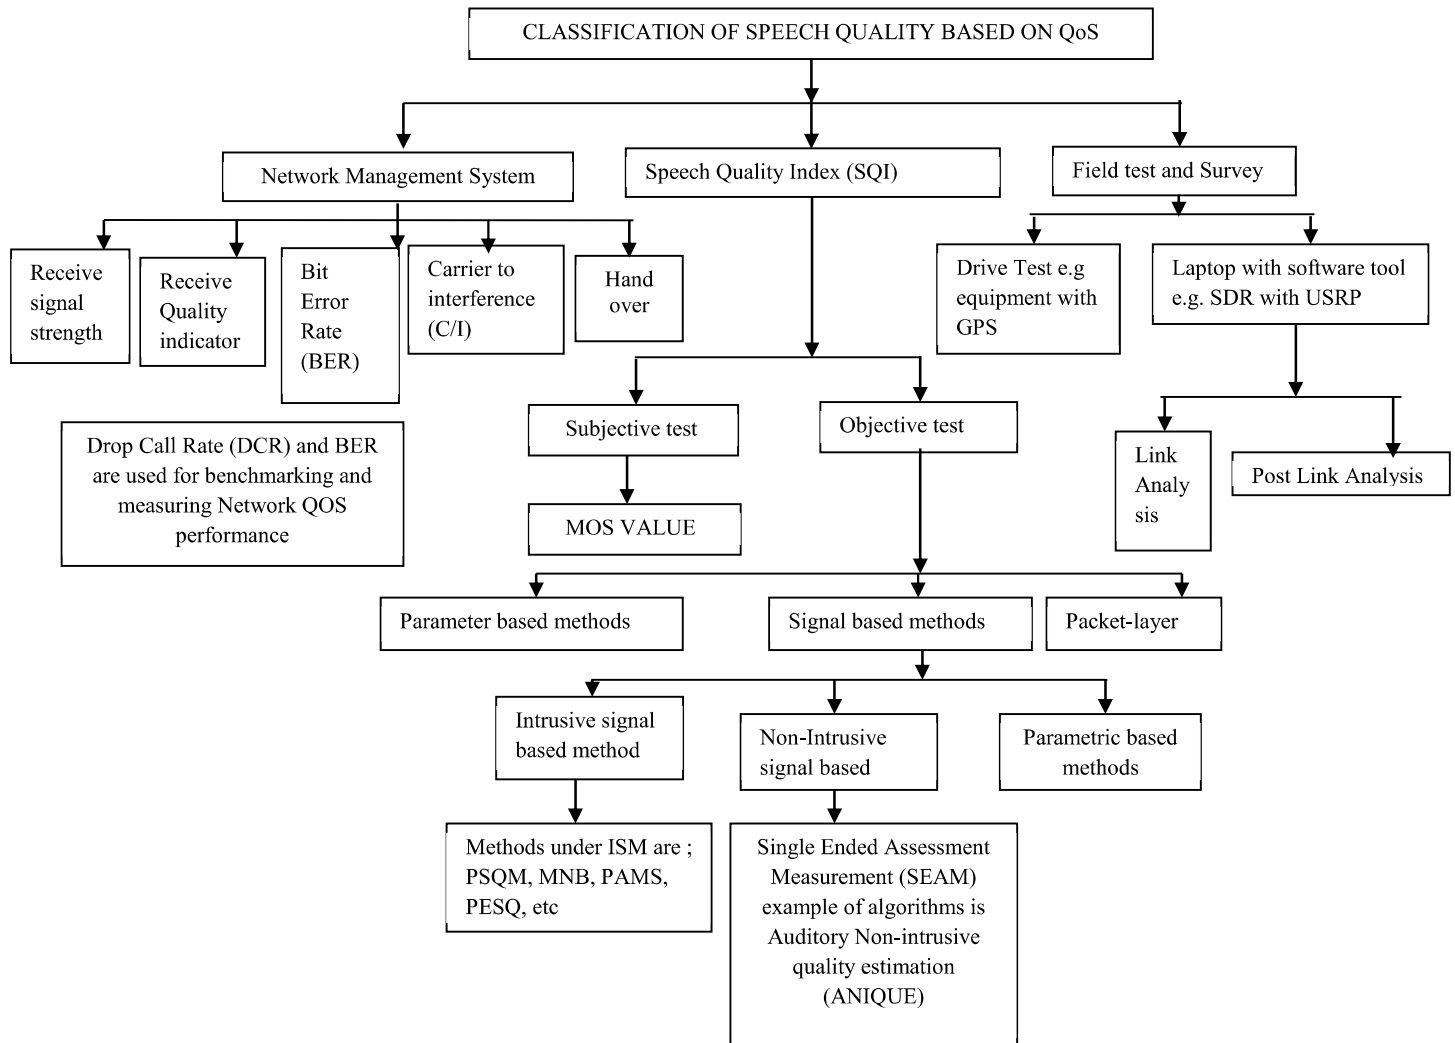 CLASSIFICATION OF SPEECH QUALITY BASED ON QoS
Network Management System
Speech Quality Index (SQI)
Field test and Survey
Receive
signal
strength
Receive
Quality
indicator
Bit
Error
Rate
(BER)
Carrier to
interference
(C/I)
Hand
over
Drive Test e.g
equipment with
GPS
Laptop with software tool
e.g. SDR with USRP
Drop Call Rate (DCR) and BER
are used for benchmarking and
measuring Network QOS
performance
Subjective test
Objective test
Link
Analy
sis
Post Link Analysis
MOS VALUE
Parameter based methods
Signal based methods
Packet-layer
Intrusive signal
based method
Non-Intrusive
signal based
Parametric based
methods
Methods under ISM are ;
PSQM, MNB, PAMS,
PESQ, etc
Single Ended Assessment
Measurement (SEAM)
example of algorithms is
Auditory Non-intrusive
quality estimation
(ANIQUE)